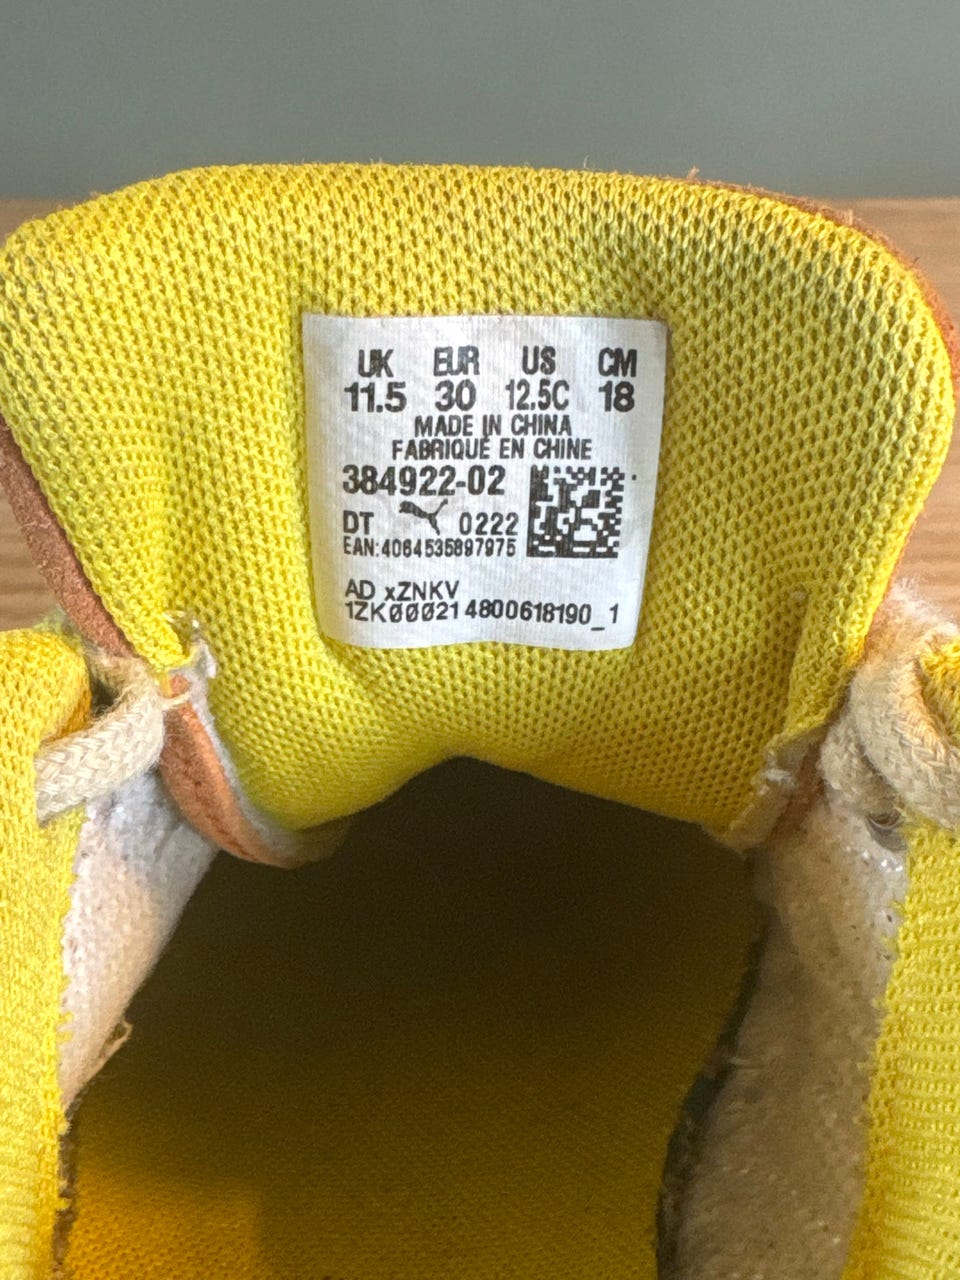 UK EUR US CM
11.5 30 12.5C 18
MADE IN CHINA
FABRIQUÉ EN CHINE
384922-02
DT 0222
EAN:4064535897975
AD xZNKV
1ZK00021 4800618190_1